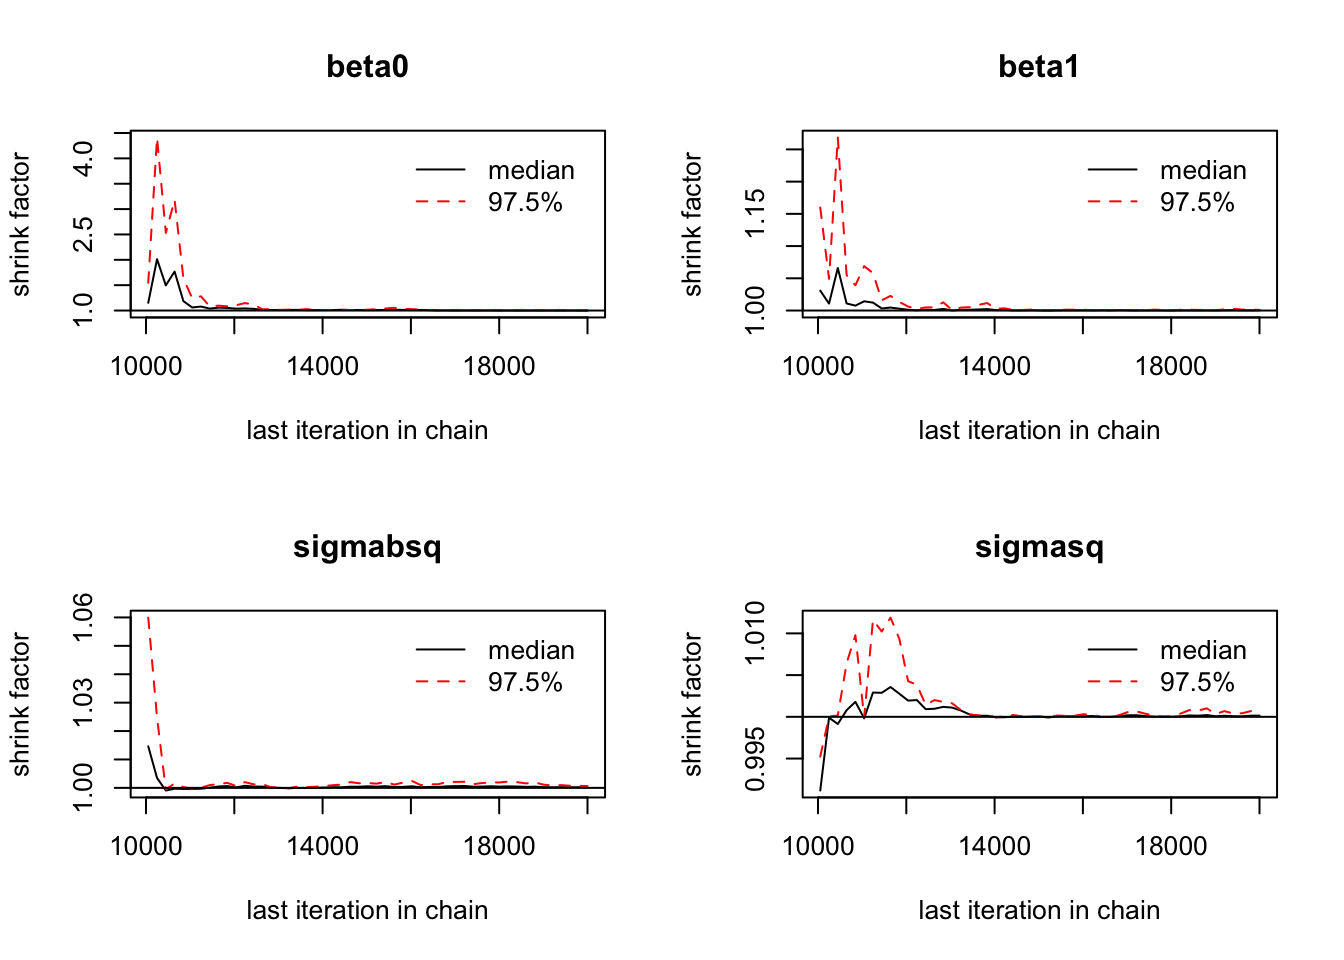 beta0
shrink factor
4.0
2.5
1.0
median
97.5%
10000 14000 18000
last iteration in chain
beta1
shrink factor
1.15
1.00
median
97.5%
10000 14000 18000
last iteration in chain
sigmabsq
shrink factor
1.06
1.03
1.00
median
97.5%
10000 14000 18000
last iteration in chain
sigmasq
shrink factor
1.010
0.995
median
97.5%
10000 14000 18000
last iteration in chain